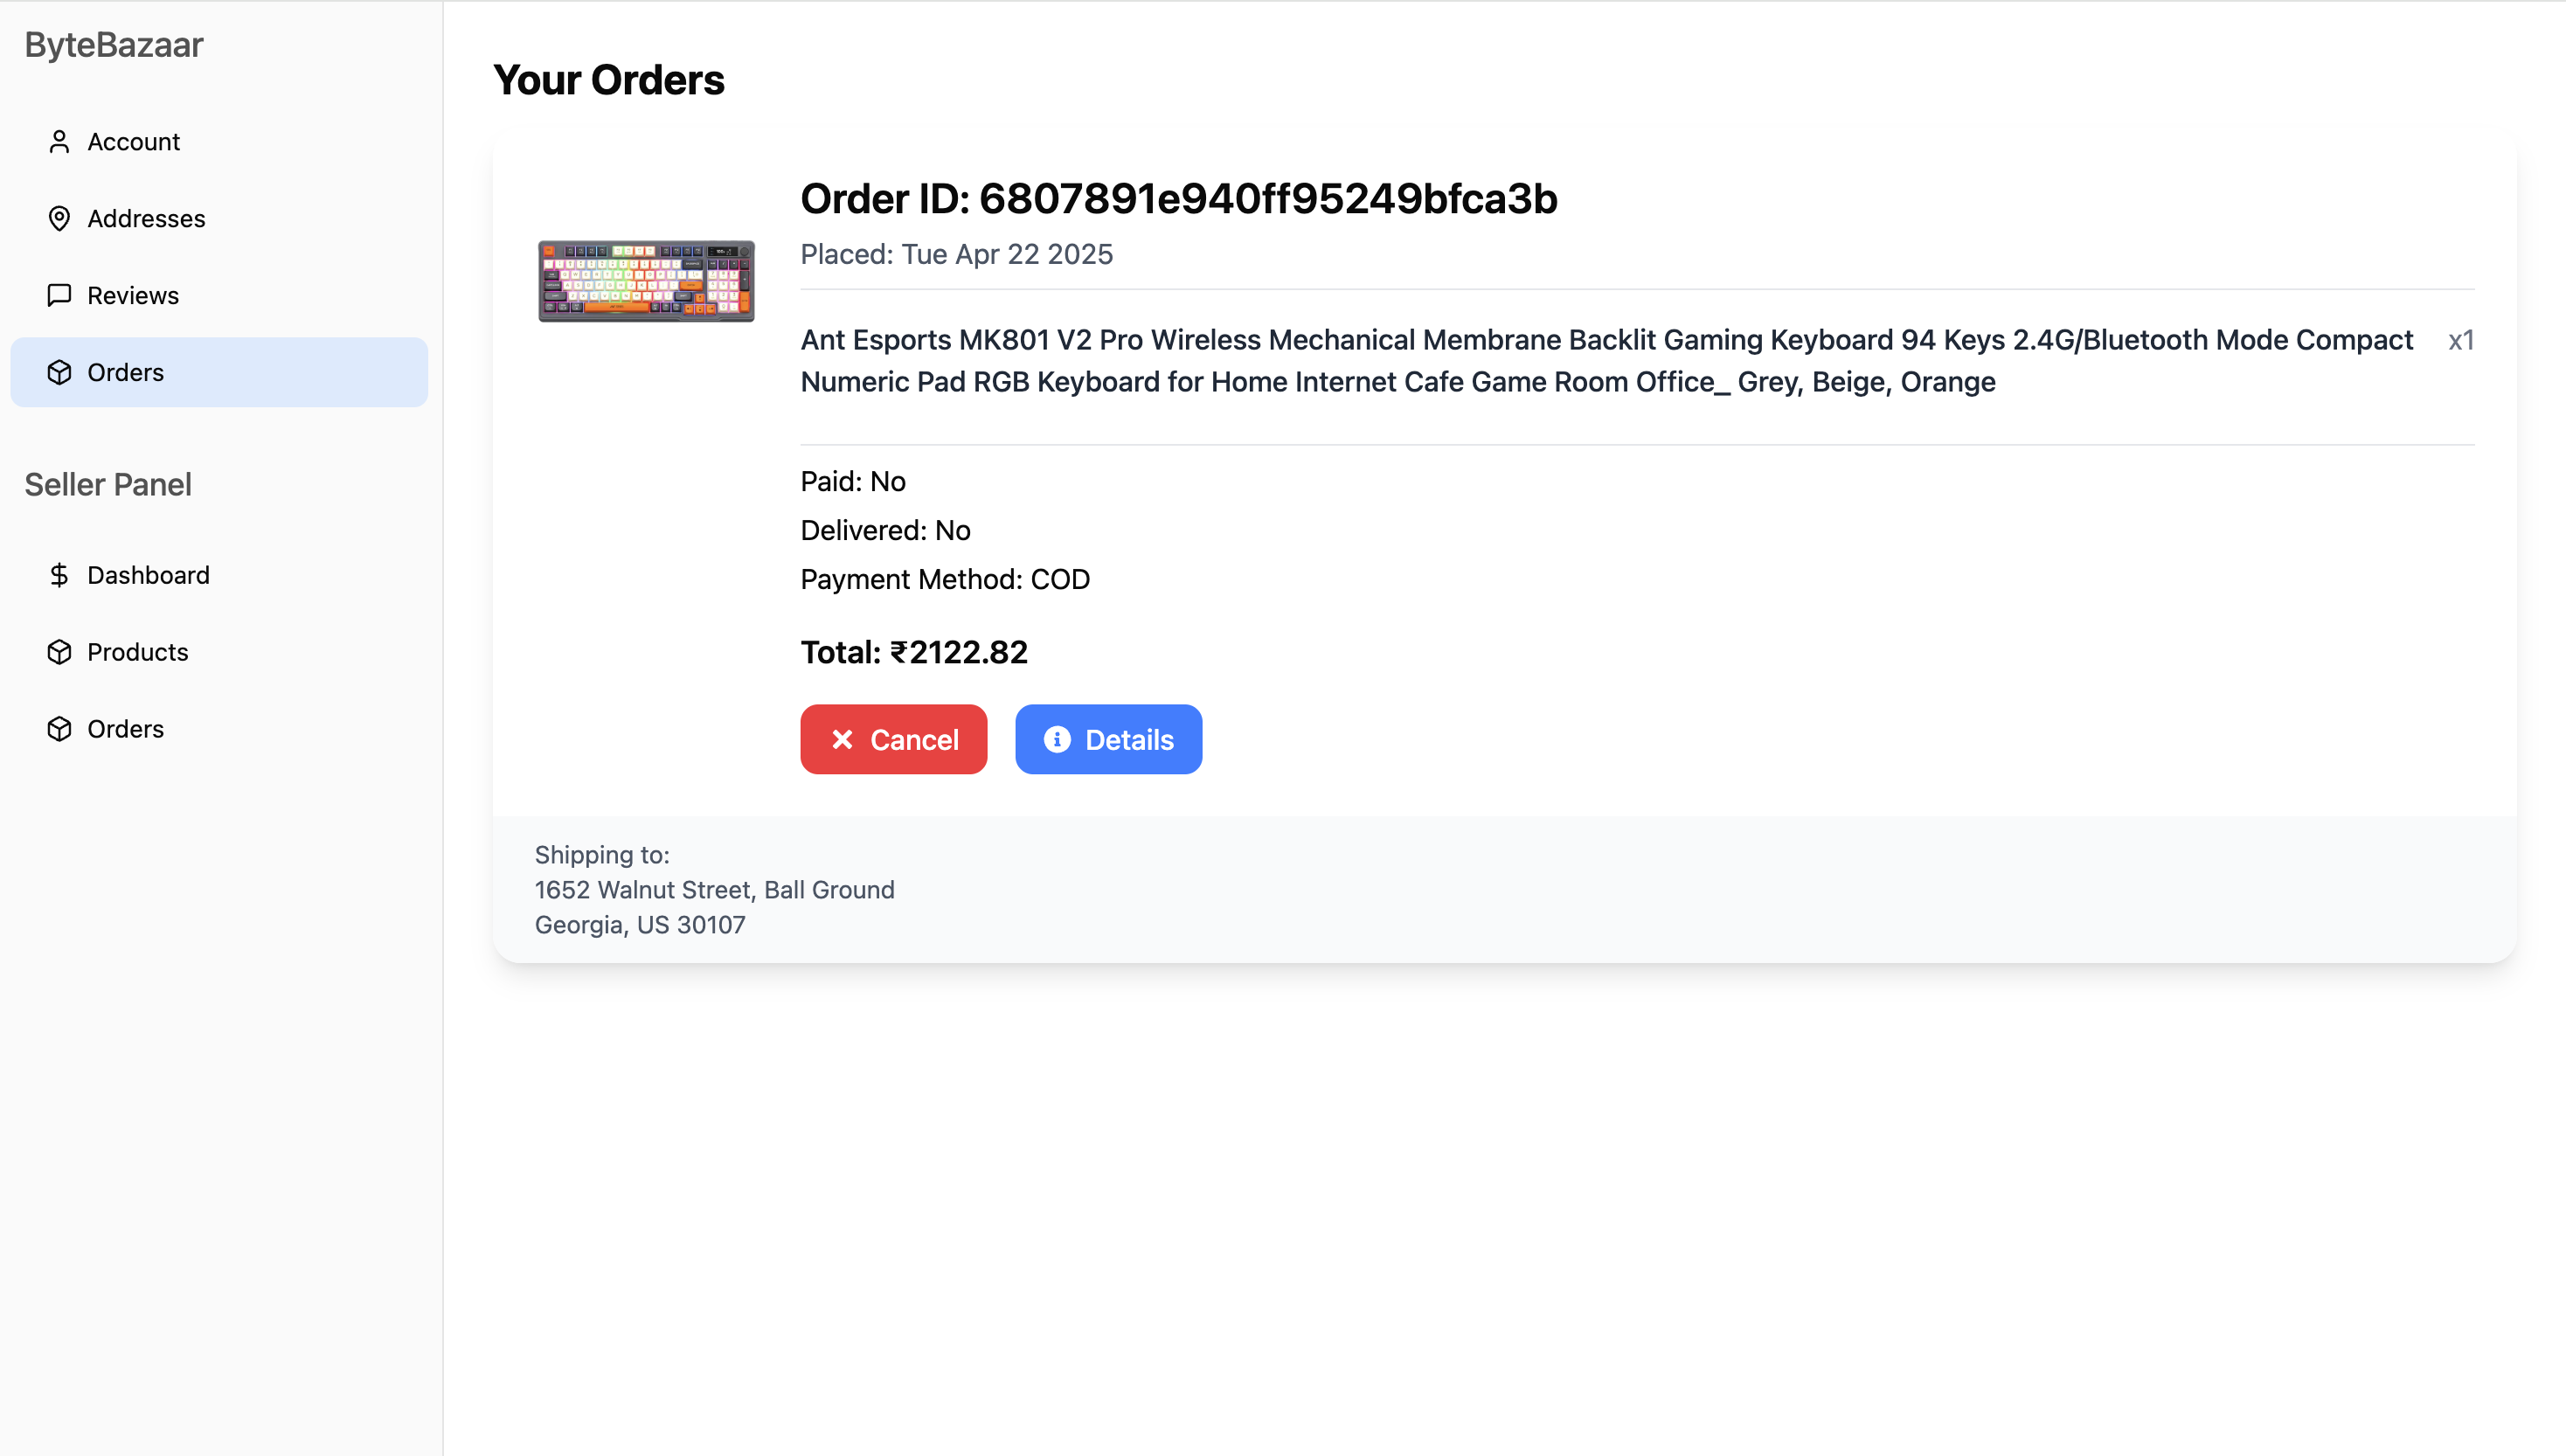 ByteBazaar
Account
Addresses
Reviews
Orders
Seller Panel
Dashboard
Products
Orders
Your Orders
Order ID: 6807891e940ff95249bfca3b
Placed: Tue Apr 22 2025
Ant Esports MK801 V2 Pro Wireless Mechanical Membrane Backlit Gaming Keyboard 94 Keys 2.4G/Bluetooth Mode Compact x1
Numeric Pad RGB Keyboard for Home Internet Cafe Game Room Office_ Grey, Beige, Orange
Paid: No
Delivered: No
Payment Method: COD
Total: ₹2122.82
Cancel
Details
Shipping to:
1652 Walnut Street, Ball Ground
Georgia, US 30107